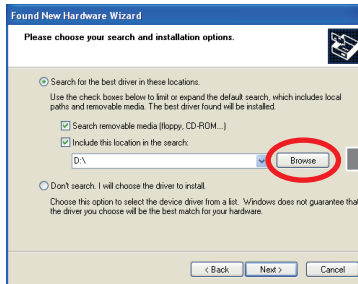 Found New Hardware Wizard
Please choose your search and installation options.
Search for the best driver in these locations.
Use the check boxes below to limit or expand the default search, which includes local
paths and removable media. The best driver found will be installed.
Search removable media (floppy, CD-ROM...)
Include this location in the search:
D:\
Browse
Don't search. I will choose the driver to install.
Choose this option to select the device driver from a list. Windows does not guarantee that
the driver you choose will be the best match for your hardware.
< Back
Next >
Cancel